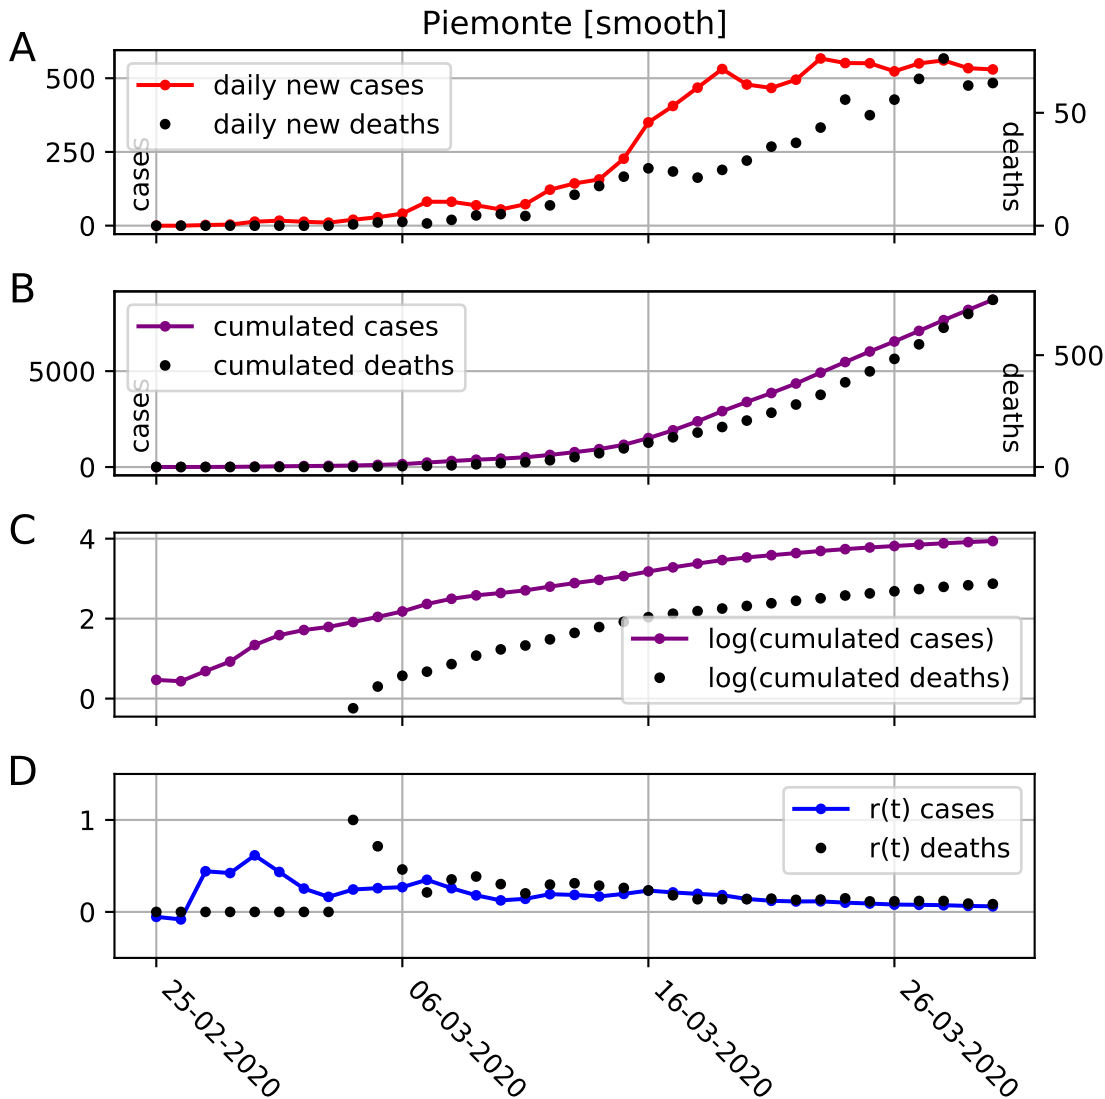 Piemonte [smooth]
A
500
250
0
cases
daily new cases
daily new deaths
50
0
deaths
B
5000
0
cases
cumulated cases
cumulated deaths
500
0
deaths
C
4
2
0
log(cumulated cases)
log(cumulated deaths)
D
1
0
r(t) cases
r(t) deaths
25-02-2020
06-03-2020
16-03-2020
26-03-2020